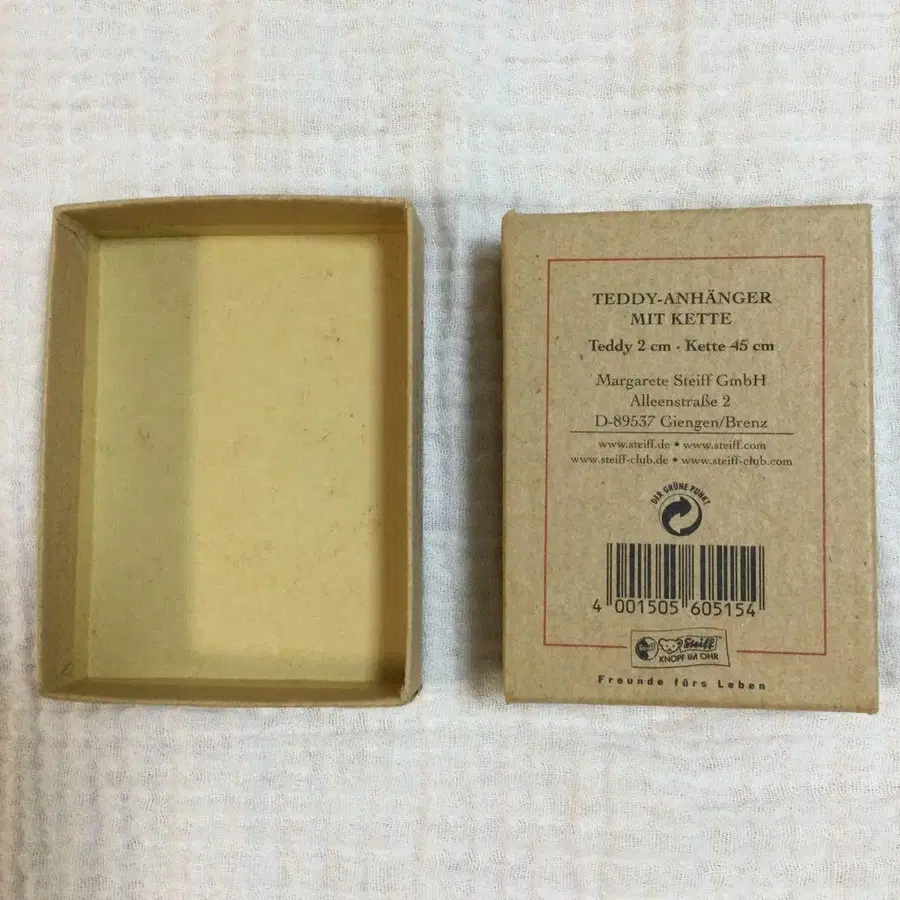 TEDDY-ANHÄNGER
MIT KETTE
Teddy 2 cm · Kette 45 cm
Margarete Steiff GmbH
Alleenstraße 2
D-89537 Giengen/Brenz
www.steiff.de • www.steiff.com
www.steiff-club.de • www.steiff-club.com
DER GRÜNE PUNKT
4 001505 605154
Steiff
KNOPF IM OHR
Freunde fürs Leben